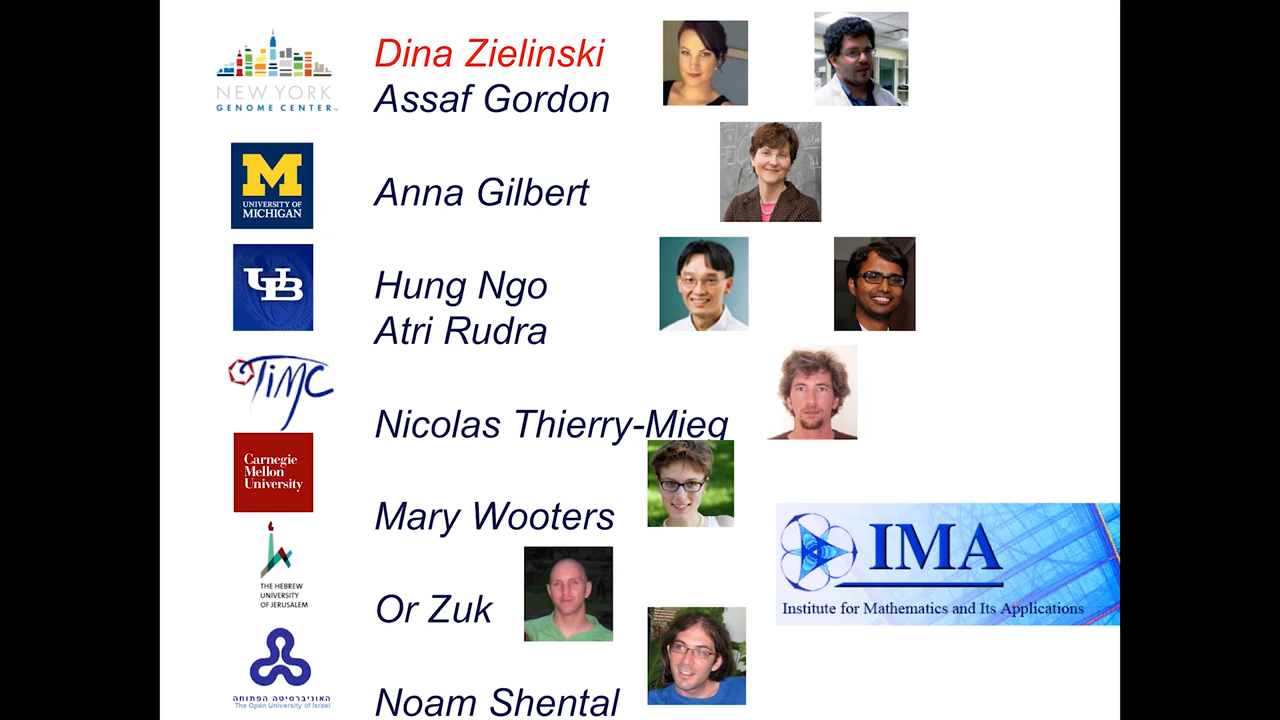 NEW YORK
GENOME CENTER
Dina Zielinski
Assaf Gordon
M
UNIVERSITY OF
MICHIGAN
Anna Gilbert
UB
Hung Ngo
Atri Rudra
TIMC
Nicolas Thierry-Mieg
Carnegie
Mellon
University
Mary Wooters
THE HEBREW
UNIVERSITY
OF JERUSALEM
Or Zuk
IMA
Institute for Mathematics and Its Applications
האוניברסיטה הפתוחה
The Open University of Israel
Noam Shental